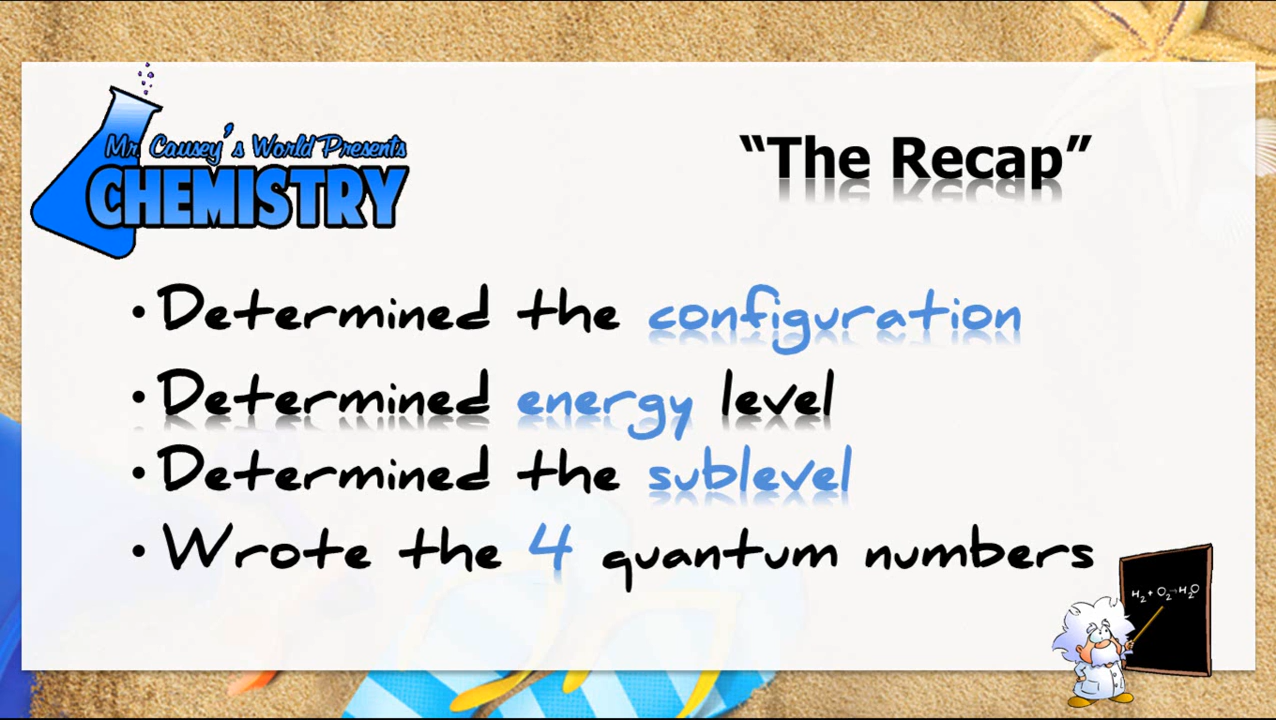 Mr. Causey's World Presents
CHEMISTRY
“The Recap”
• Determined the configuration
• Determined energy level
• Determined the sublevel
• Wrote the 4 quantum numbers
H₂ + O₂→H₂O